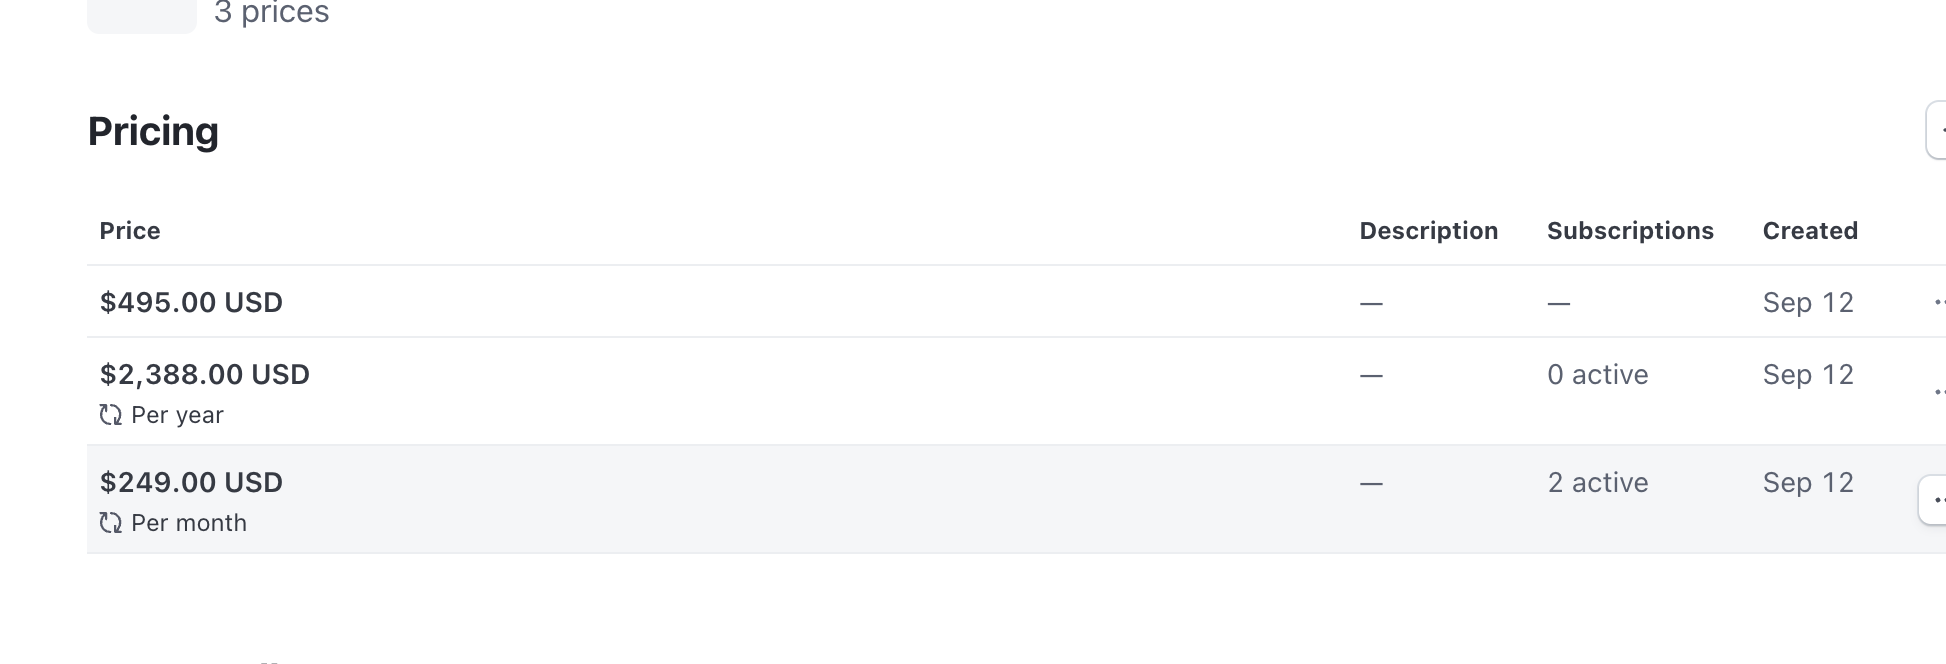 3 prices
Pricing
Price Description Subscriptions Created
$495.00 USD — — Sep 12
$2,388.00 USD — 0 active Sep 12
Per year
$249.00 USD — 2 active Sep 12
Per month